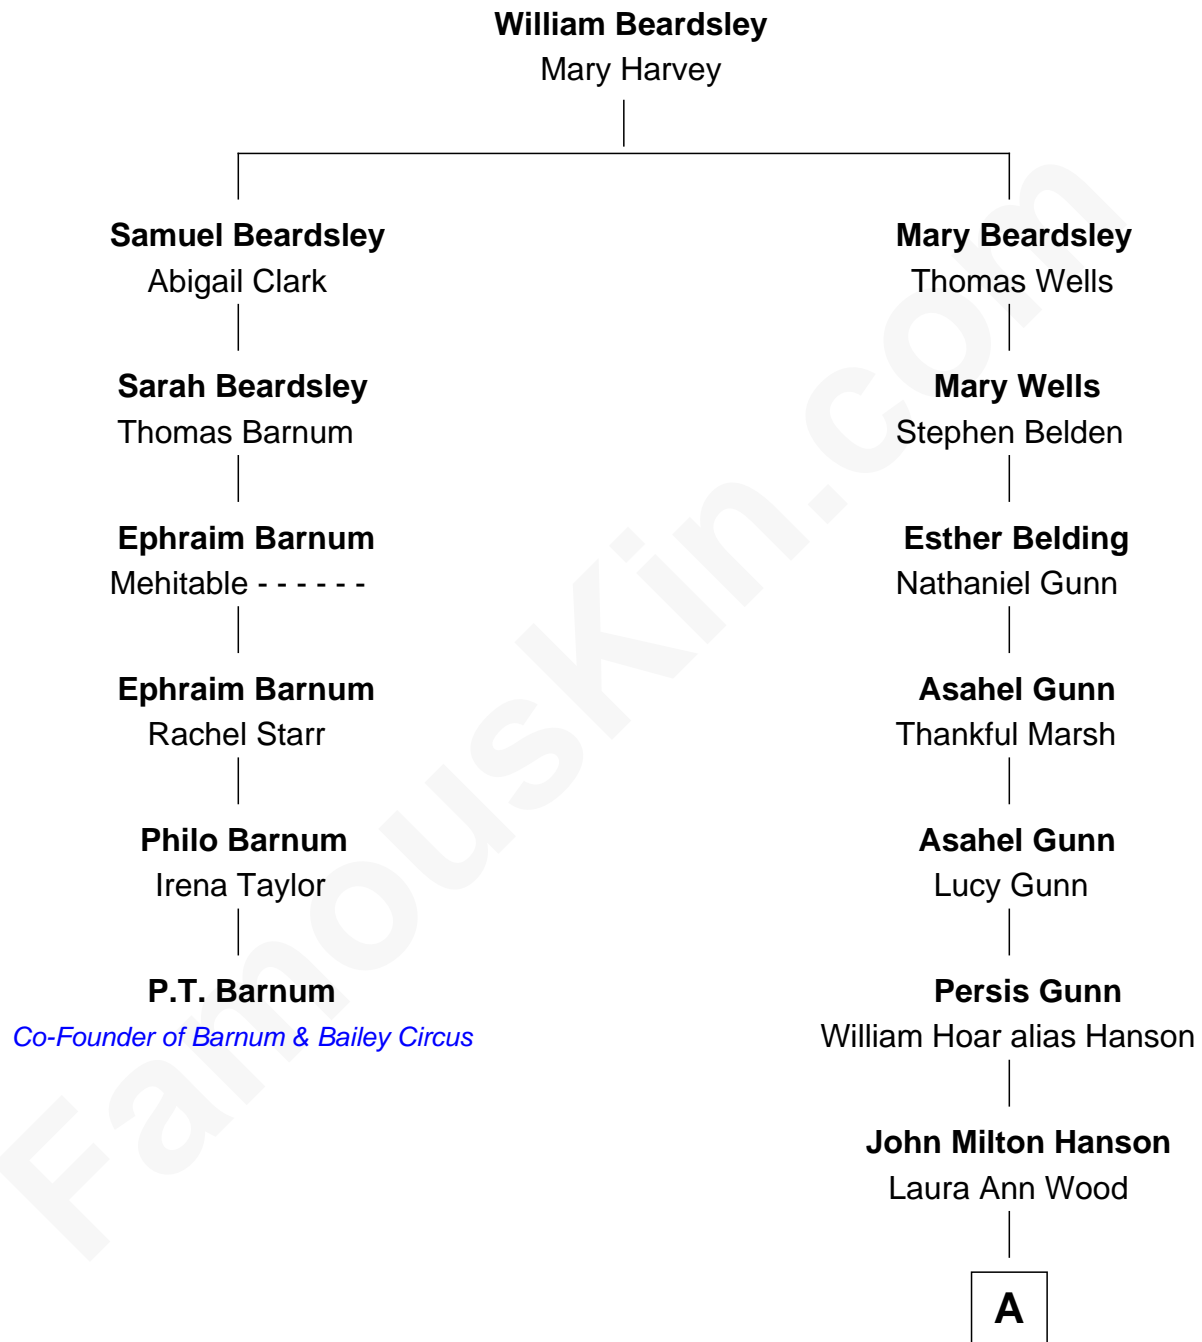 William Beardsley
Mary Harvey
Samuel Beardsley
Abigail Clark
Sarah Beardsley
Thomas Barnum
Ephraim Barnum
Mehitable - - - - - -
Ephraim Barnum
Rachel Starr
Philo Barnum
Irena Taylor
P.T. Barnum
Co-Founder of Barnum & Bailey Circus
Mary Beardsley
Thomas Wells
Mary Wells
Stephen Belden
Esther Belding
Nathaniel Gunn
Asahel Gunn
Thankful Marsh
Asahel Gunn
Lucy Gunn
Persis Gunn
William Hoar alias Hanson
John Milton Hanson
Laura Ann Wood
A
FamousKin.com